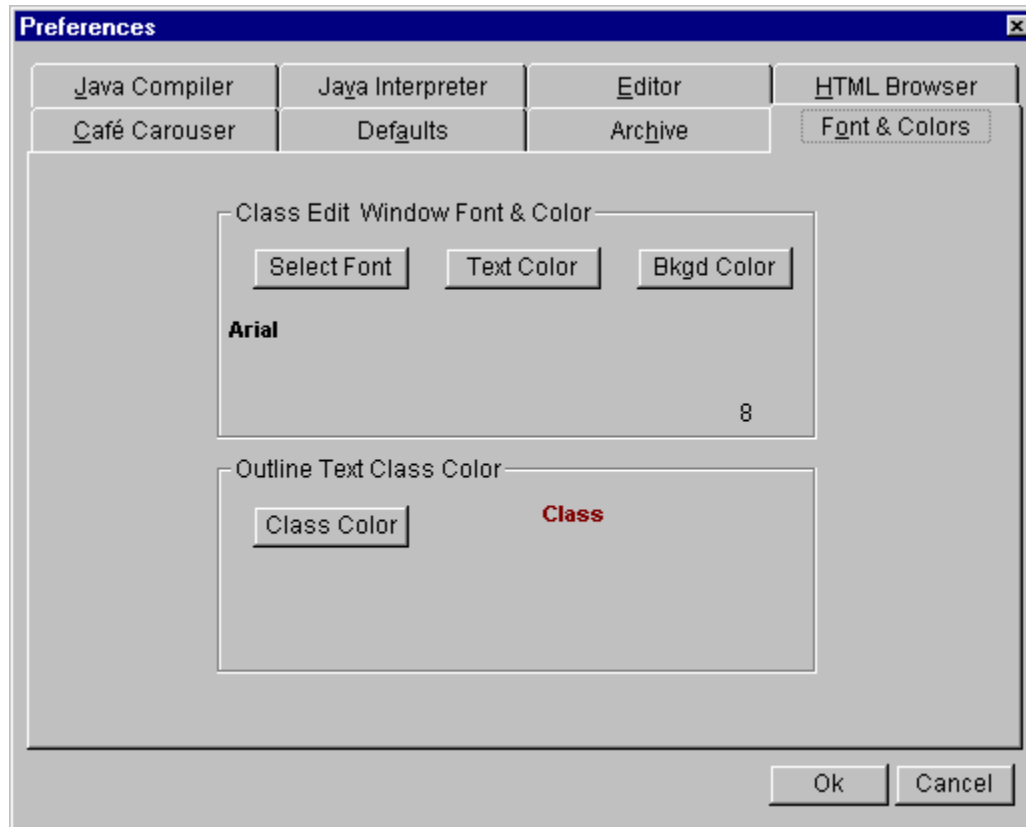 Preferences
Java Compiler Java Interpreter Editor HTML Browser
Café Carouser Defaults Archive Font & Colors
Class Edit Window Font & Color
Select Font Text Color Bkgd Color
Arial
8
Outline Text Class Color
Class Color Class
Ok Cancel